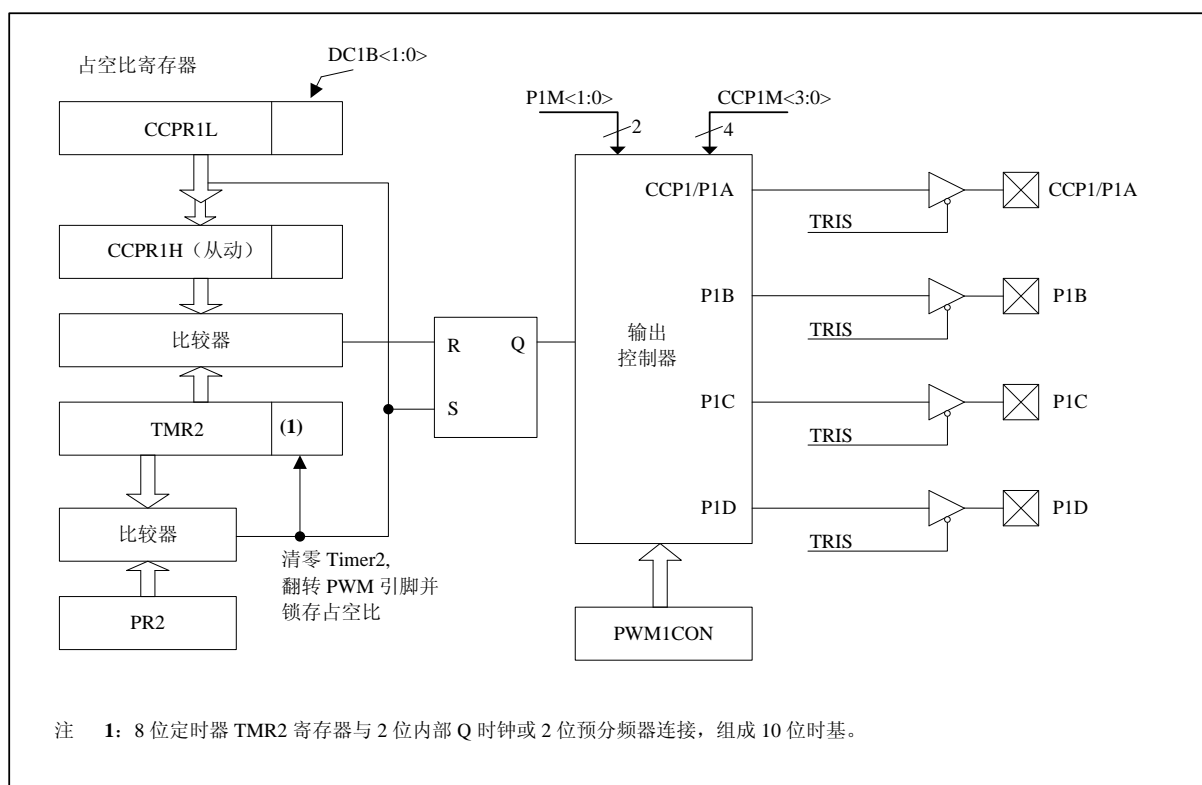 占空比寄存器
DC1B<1:0>
CCPR1L
CCPR1H（从动）
比较器
TMR2
(1)
比较器
PR2
清零 Timer2,
翻转 PWM 引脚并
锁存占空比
R
Q
S
P1M<1:0>
2
CCP1M<3:0>
4
输出
控制器
CCP1/P1A
TRIS
CCP1/P1A
P1B
TRIS
P1B
P1C
TRIS
P1C
P1D
TRIS
P1D
PWM1CON
注 1：8 位定时器 TMR2 寄存器与 2 位内部 Q 时钟或 2 位预分频器连接，组成 10 位时基。